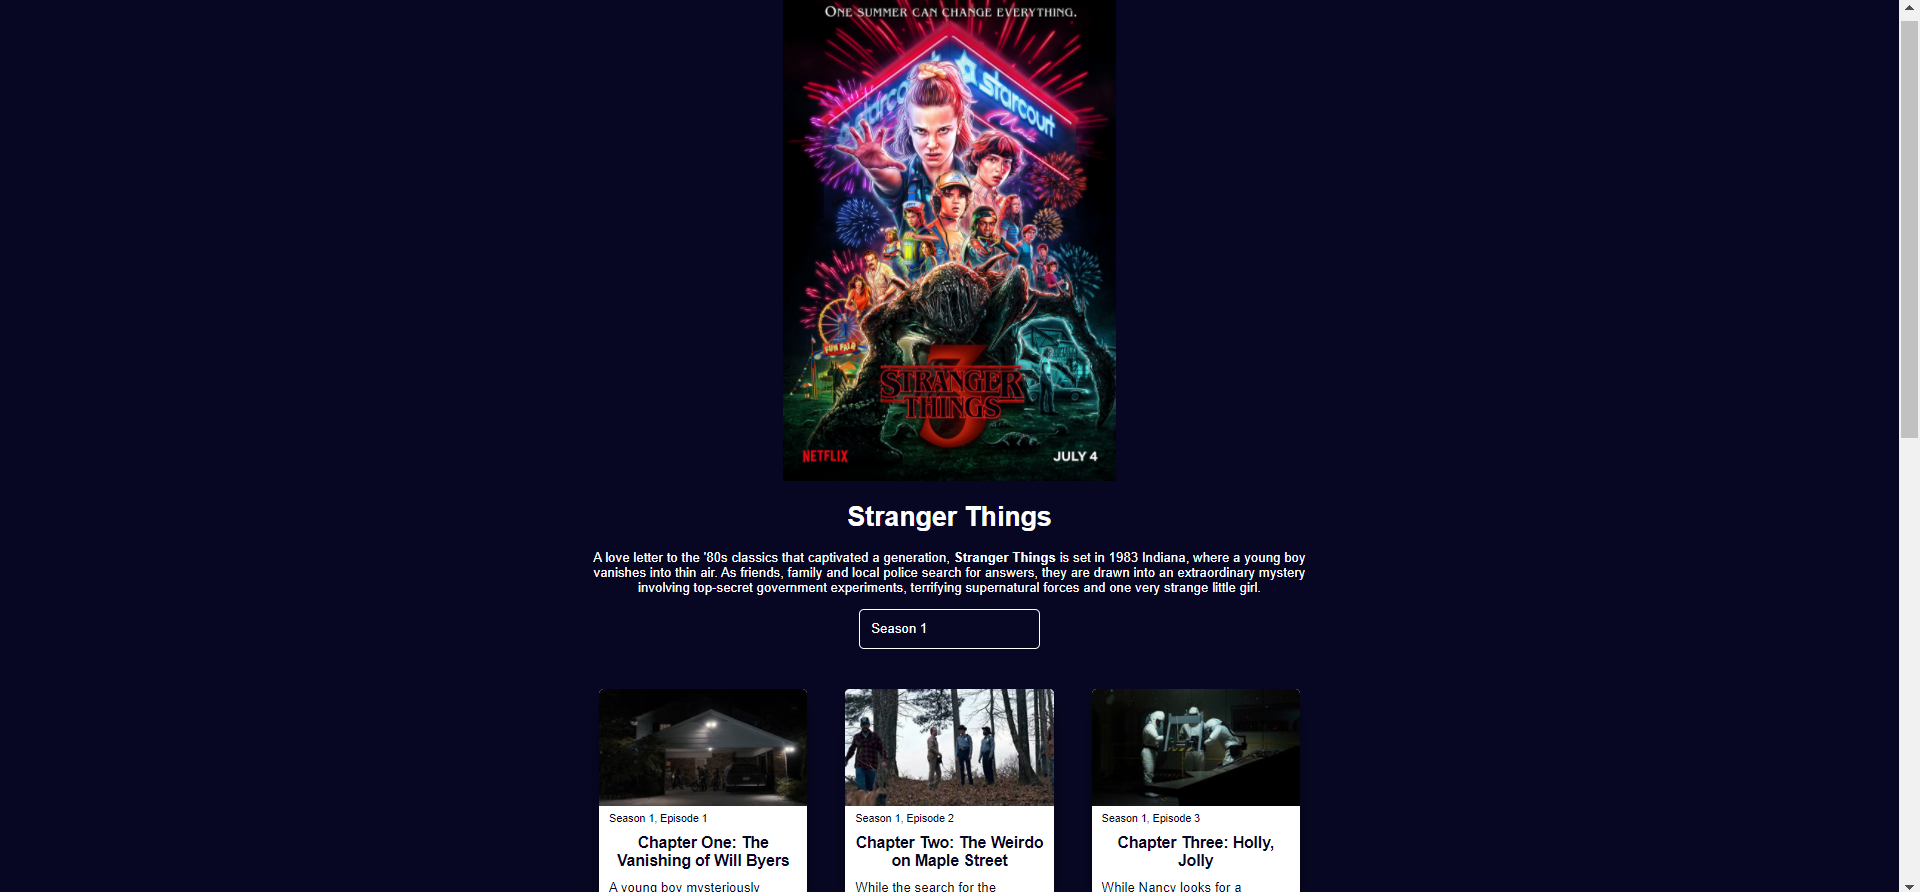 ONE SUMMER CAN CHANGE EVERYTHING.
starcourt
FUN FAIR
3
STRANGER
THINGS
NETFLIX
JULY 4
Stranger Things
A love letter to the '80s classics that captivated a generation, Stranger Things is set in 1983 Indiana, where a young boy
vanishes into thin air. As friends, family and local police search for answers, they are drawn into an extraordinary mystery
involving top-secret government experiments, terrifying supernatural forces and one very strange little girl.
Season 1
Season 1, Episode 1
Chapter One: The
Vanishing of Will Byers
A young boy mysteriously
Season 1, Episode 2
Chapter Two: The Weirdo
on Maple Street
While the search for the
Season 1, Episode 3
Chapter Three: Holly,
Jolly
While Nancy looks for a